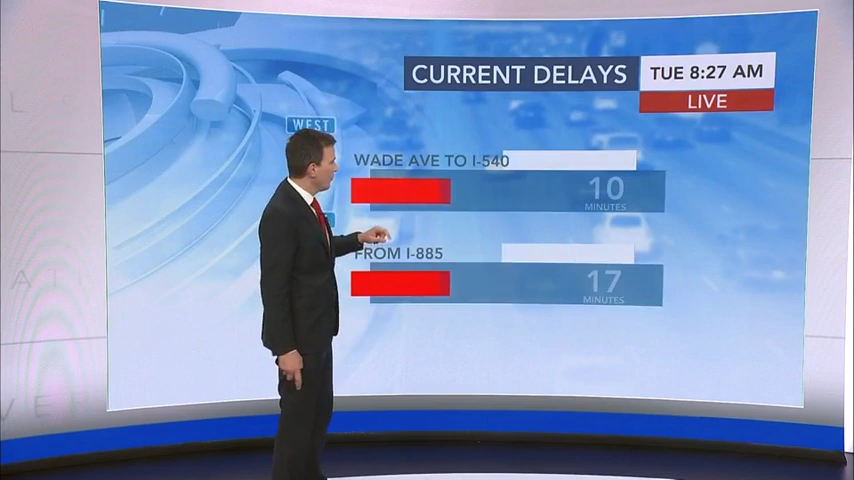 CURRENT DELAYS
TUE 8:27 AM
LIVE
WEST
WADE AVE TO I-540
10
MINUTES
FROM I-885
17
MINUTES